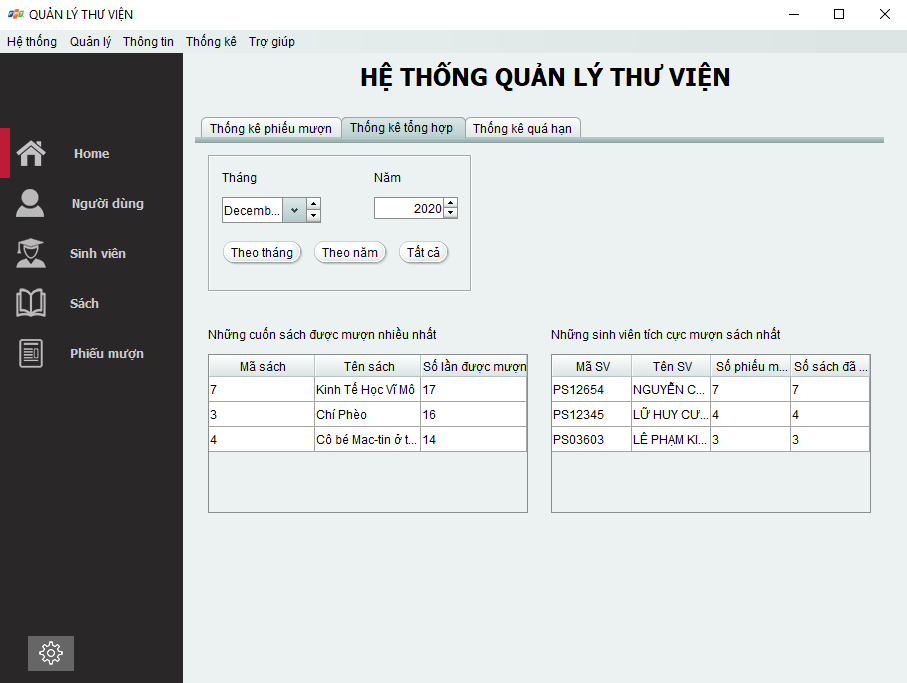 QUẢN LÝ THƯ VIỆN
Hệ thống Quản lý Thông tin Thống kê Trợ giúp
HỆ THỐNG QUẢN LÝ THƯ VIỆN
Thống kê phiếu mượn Thống kê tổng hợp Thống kê quá hạn
Home
Người dùng
Sinh viên
Sách
Phiếu mượn
Tháng Năm
Decemb... 2020
Theo tháng Theo năm Tất cả
Những cuốn sách được mượn nhiều nhất
Mã sách Tên sách Số lần được mượn
7 Kinh Tế Học Vĩ Mô 17
3 Chí Phèo 16
4 Cô bé Mac-tin ở t... 14
Những sinh viên tích cực mượn sách nhất
Mã SV Tên SV Số phiếu m... Số sách đã ...
PS12654 NGUYỄN C... 7 7
PS12345 LỮ HUY CƯ... 4 4
PS03603 LÊ PHẠM KI... 3 3